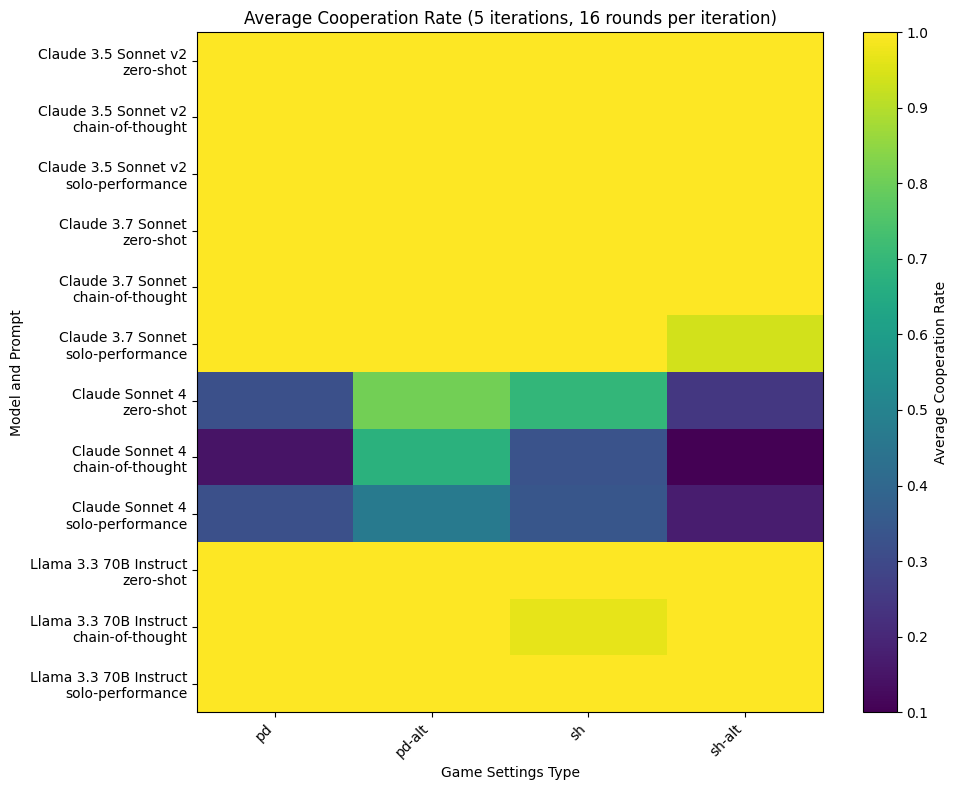 Average Cooperation Rate (5 iterations, 16 rounds per iteration)
Model and Prompt
Claude 3.5 Sonnet v2
zero-shot
Claude 3.5 Sonnet v2
chain-of-thought
Claude 3.5 Sonnet v2
solo-performance
Claude 3.7 Sonnet
zero-shot
Claude 3.7 Sonnet
chain-of-thought
Claude 3.7 Sonnet
solo-performance
Claude Sonnet 4
zero-shot
Claude Sonnet 4
chain-of-thought
Claude Sonnet 4
solo-performance
Llama 3.3 70B Instruct
zero-shot
Llama 3.3 70B Instruct
chain-of-thought
Llama 3.3 70B Instruct
solo-performance
pd
pd-alt
sh
sh-alt
Game Settings Type
1.0
0.9
0.8
0.7
0.6
0.5
0.4
0.3
0.2
0.1
Average Cooperation Rate